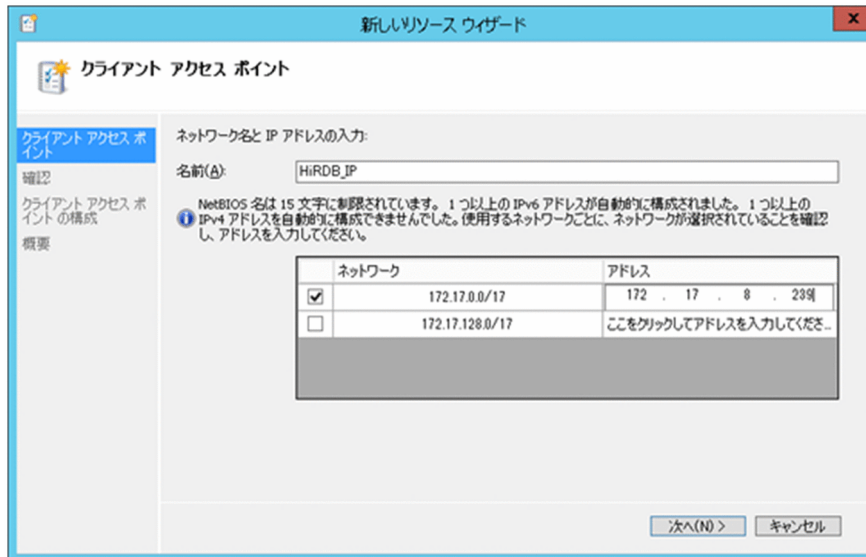 新しいリソース ウィザード
x
クライアント アクセス ポイント
クライアント アクセス ポ
イント
確認
クライアント アクセス ポ
イントの構成
概要
ネットワーク名と IP アドレスの入力:
名前(A):
HiRDB_IP
NetBIOS 名は 15 文字に制限されています。 1 つ以上の IPv6 アドレスが自動的に構成されました。 1 つ以上の
IPv4 アドレスを自動的に構成できませんでした。使用するネットワークごとに、ネットワークが選択されていることを確認
し、アドレスを入力してください。
ネットワーク アドレス
172.17.0.0/17 172 . 17 . 8 . 239
172.17.128.0/17 ここをクリックしてアドレスを入力してくださ...
次へ(N) > キャンセル